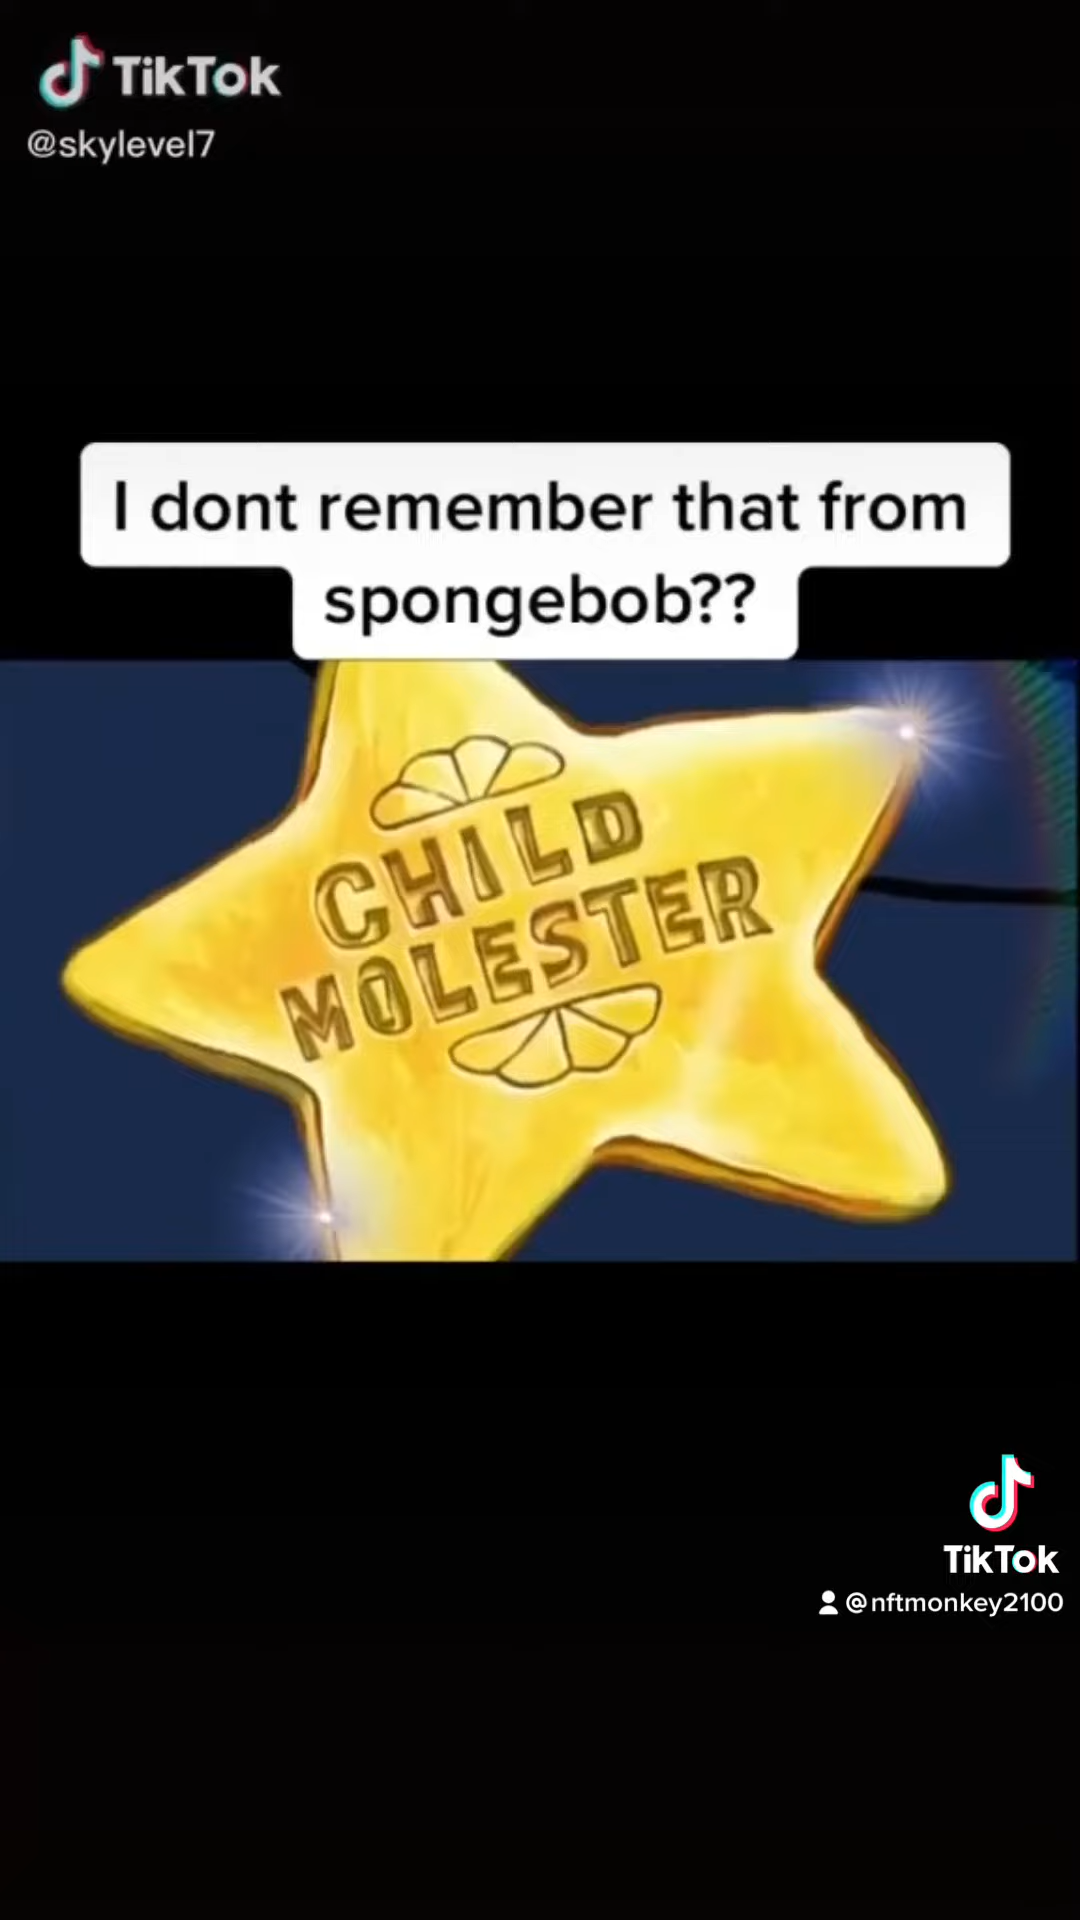 TikTok
@skylevel7
I dont remember that from
spongebob??
CHILD
MOLESTER
TikTok
@nftmonkey2100